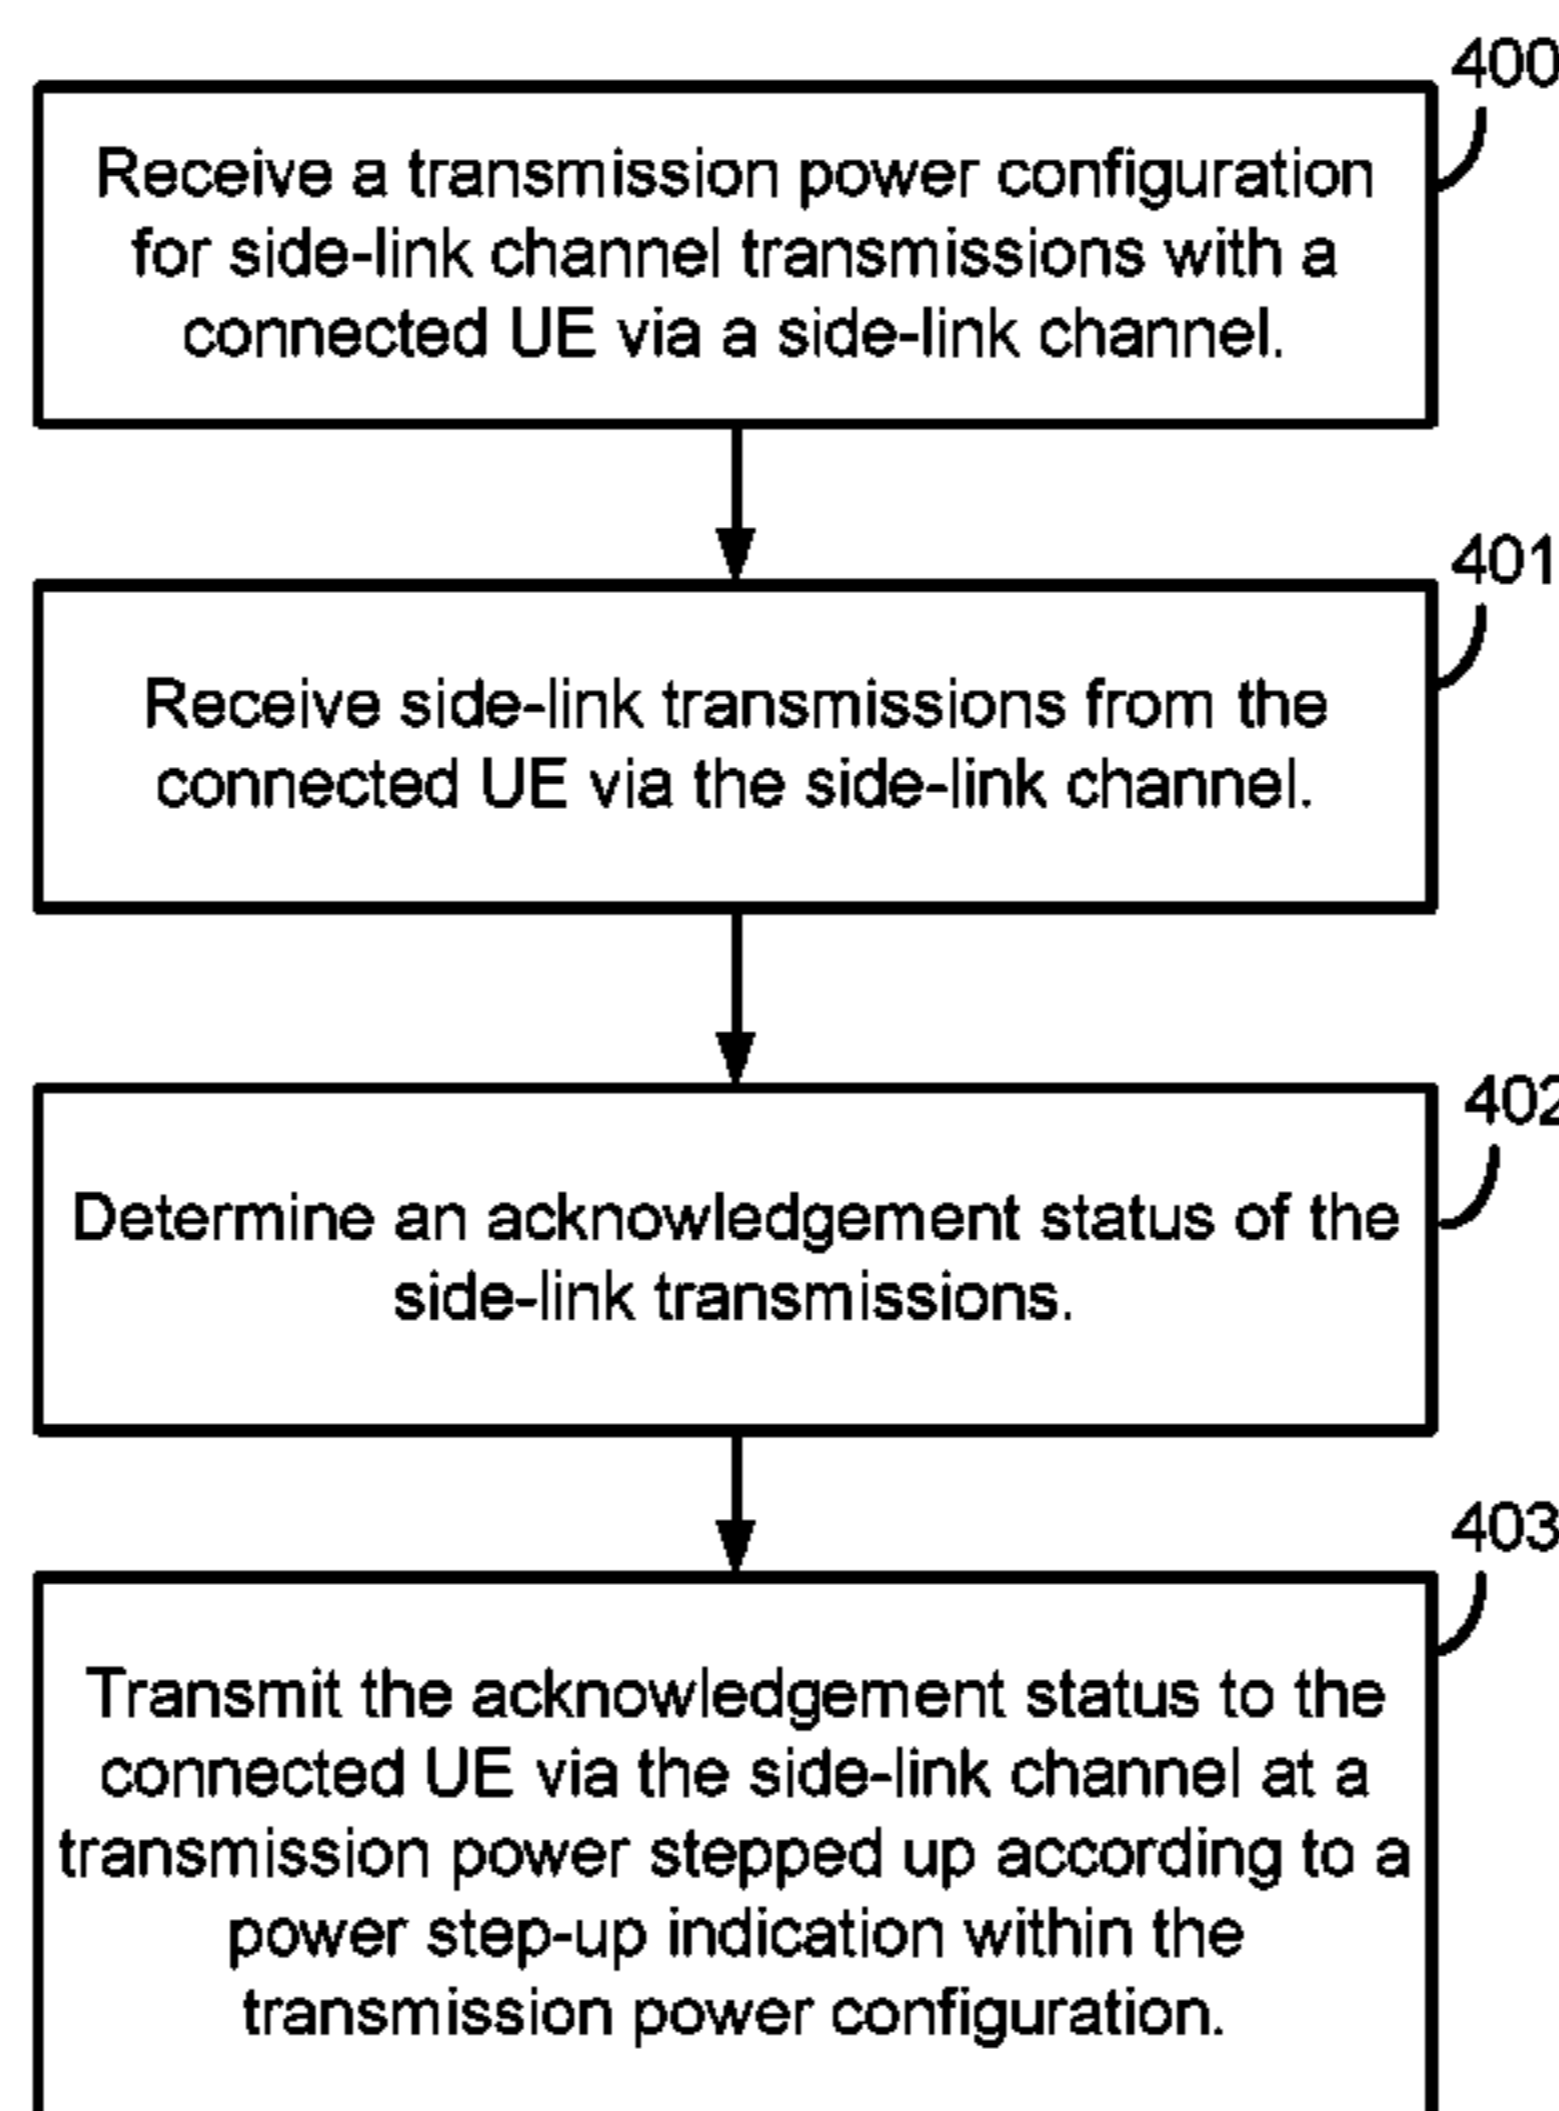 400
Receive a transmission power configuration
for side-link channel transmissions with a
connected UE via a side-link channel.
401
Receive side-link transmissions from the
connected UE via the side-link channel.
402
Determine an acknowledgement status of the
side-link transmissions.
403
Transmit the acknowledgement status to the
connected UE via the side-link channel at a
transmission power stepped up according to a
power step-up indication within the
transmission power configuration.